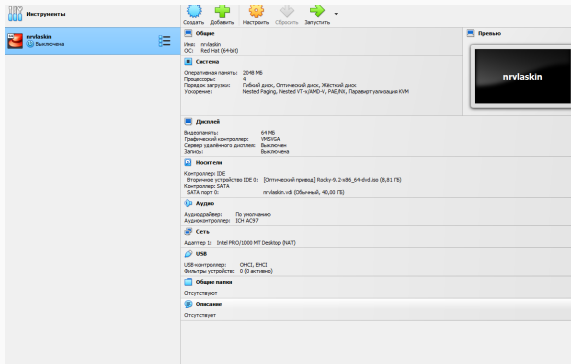 Инструменты
nrvlaskin
Выключена
Создать Добавить Настроить Сбросить Запустить
Общие
Имя: nrvlaskin
ОС: Red Hat (64-bit)
Превью
nrvlaskin
Система
Оперативная память: 2048 МБ
Процессоры: 4
Порядок загрузки: Гибкий диск, Оптический диск, Жёсткий диск
Ускорение: Nested Paging, Nested VT-x/AMD-V, PAE/NX, Паравиртуализация KVM
Дисплей
Видеопамять: 64 МБ
Графический контроллер: VMSVGA
Сервер удалённого дисплея: Выключен
Запись: Выключена
Носители
Контроллер: IDE
Вторичное устройство IDE 0: [Оптический привод] Rocky-9.2-x86_64-dvd.iso (8,81 ГБ)
Контроллер: SATA
SATA порт 0: nrvlaskin.vdi (Обычный, 40,00 ГБ)
Аудио
Аудиодрайвер: По умолчанию
Аудиоконтроллер: ICH AC97
Сеть
Адаптер 1: Intel PRO/1000 MT Desktop (NAT)
USB
USB-контроллер: OHCI, EHCI
Фильтры устройств: 0 (0 активно)
Общие папки
Отсутствуют
Описание
Отсутствует